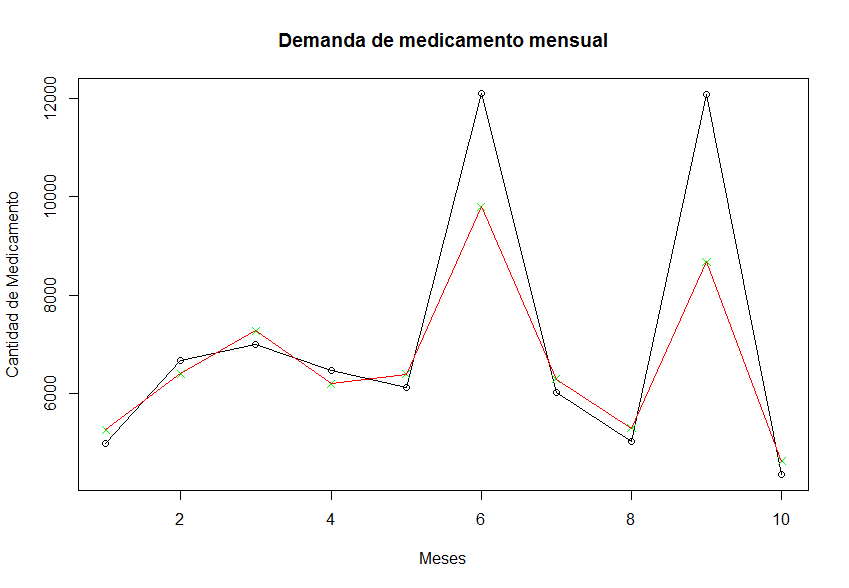 Demanda de medicamento mensual
Cantidad de Medicamento
12000
10000
8000
6000
2 4 6 8 10
Meses